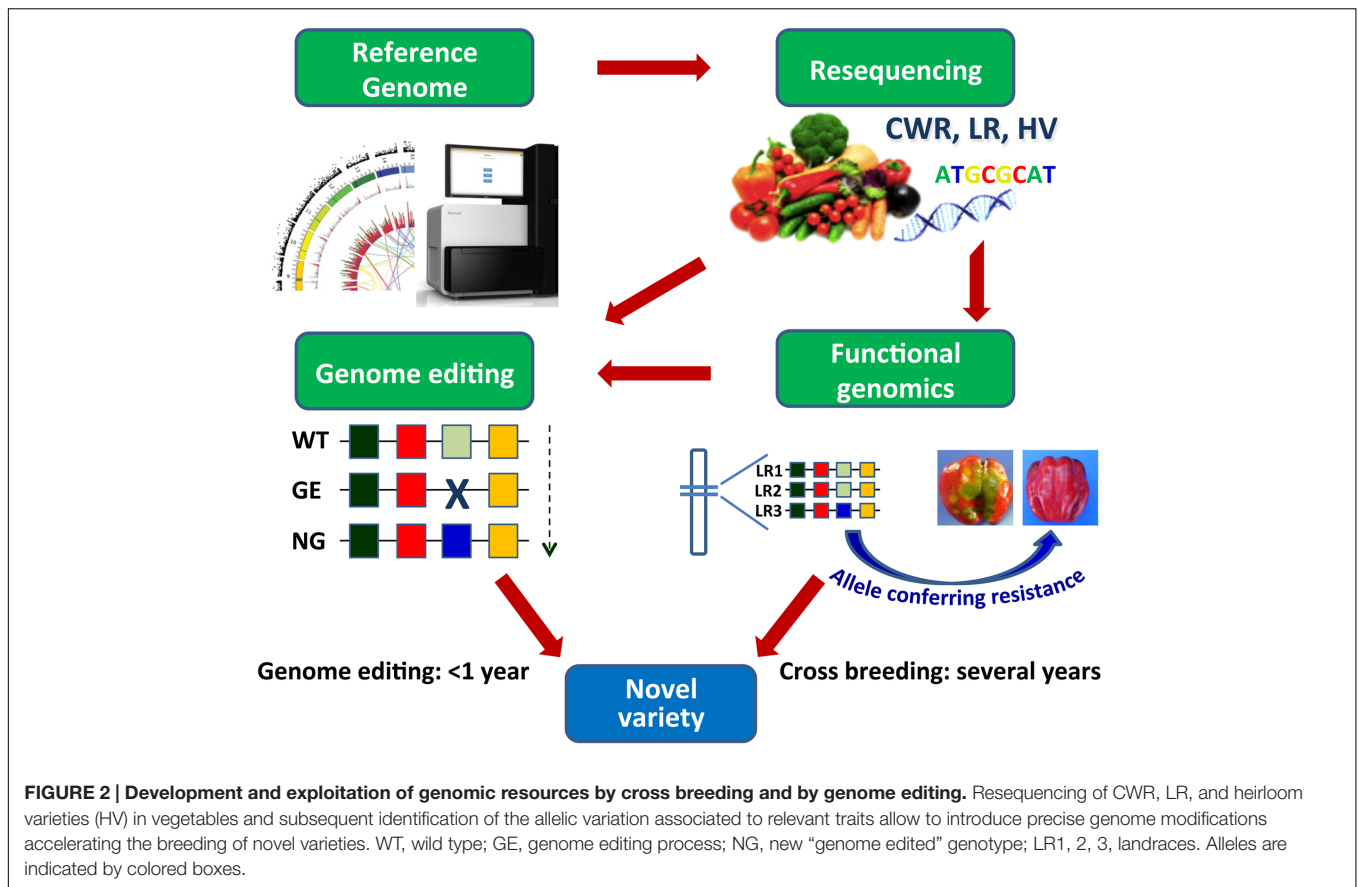 Reference
Genome
Resequencing
CWR, LR, HV
ATGCGCAT
Genome editing
Functional
genomics
WT
GE
X
NG
LR1
LR2
LR3
Allele conferring resistance
Genome editing: <1 year
Cross breeding: several years
Novel
variety
FIGURE 2 | Development and exploitation of genomic resources by cross breeding and by genome editing. Resequencing of CWR, LR, and heirloom
varieties (HV) in vegetables and subsequent identification of the allelic variation associated to relevant traits allow to introduce precise genome modifications
accelerating the breeding of novel varieties. WT, wild type; GE, genome editing process; NG, new “genome edited” genotype; LR1, 2, 3, landraces. Alleles are
indicated by colored boxes.